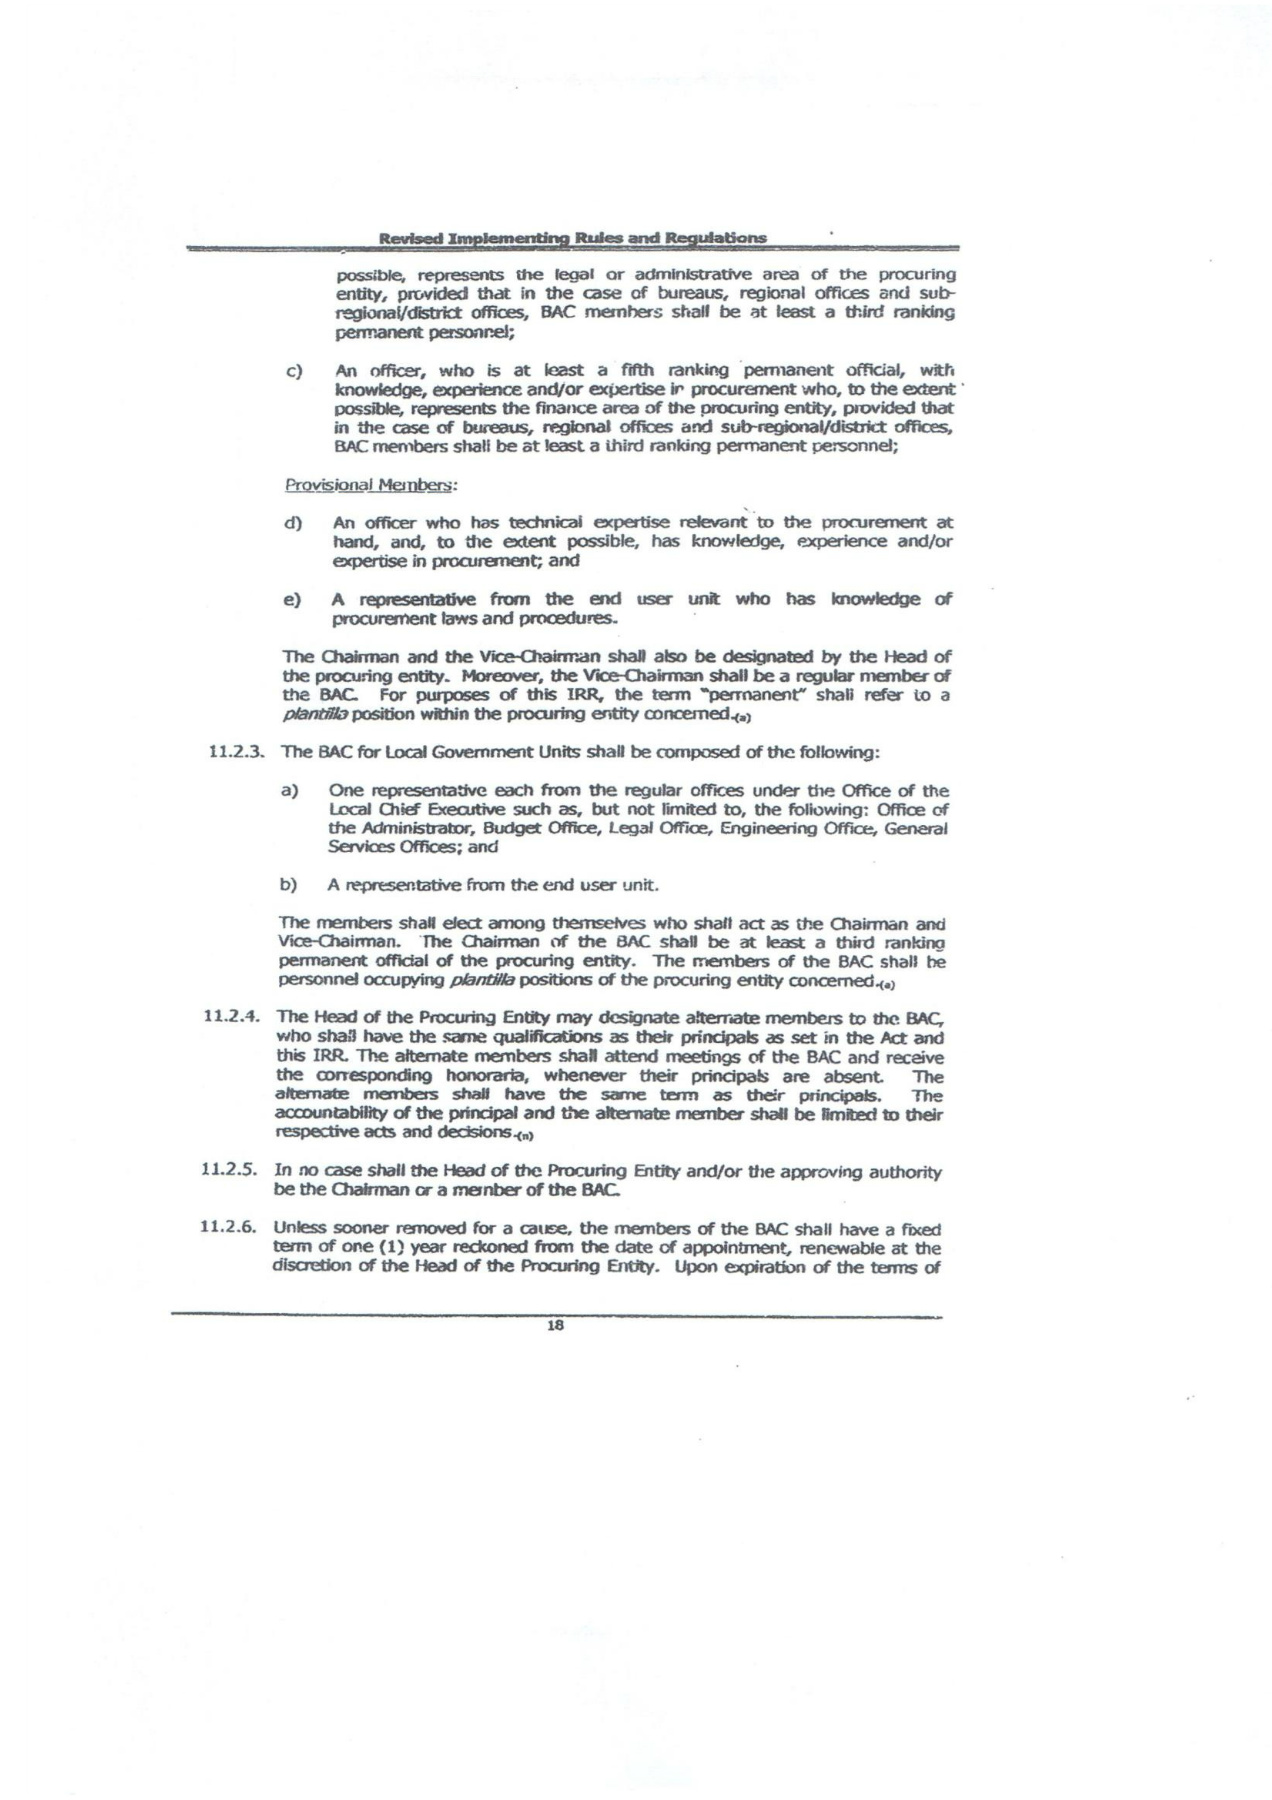 Revised Implementing Rules and Regulations
possible, represents the legal or administrative area of the procuring
entity, provided that in the case of bureaus, regional offices and sub-
regional/district offices, BAC members shall be at least a third ranking
permanent personnel;
c) An officer, who is at least a fifth ranking permanent official, with
knowledge, experience and/or expertise in procurement who, to the extent
possible, represents the finance area of the procuring entity, provided that
in the case of bureaus, regional offices and sub-regional/district offices,
BAC members shall be at least a third ranking permanent personnel;
Provisional Members:
d) An officer who has technical expertise relevant to the procurement at
hand, and, to the extent possible, has knowledge, experience and/or
expertise in procurement; and
e) A representative from the end user unit who has knowledge of
procurement laws and procedures.
The Chairman and the Vice-Chairman shall also be designated by the Head of
the procuring entity. Moreover, the Vice-Chairman shall be a regular member of
the BAC. For purposes of this IRR, the term "permanent" shall refer to a
plantilla position within the procuring entity concerned.(a)
11.2.3. The BAC for Local Government Units shall be composed of the following:
a) One representative each from the regular offices under the Office of the
Local Chief Executive such as, but not limited to, the following: Office of
the Administrator, Budget Office, Legal Office, Engineering Office, General
Services Offices; and
b) A representative from the end user unit.
The members shall elect among themselves who shall act as the Chairman and
Vice-Chairman. The Chairman of the BAC shall be at least a third ranking
permanent official of the procuring entity. The members of the BAC shall be
personnel occupying plantilla positions of the procuring entity concerned.(a)
11.2.4. The Head of the Procuring Entity may designate alternate members to the BAC,
who shall have the same qualifications as their principals as set in the Act and
this IRR. The alternate members shall attend meetings of the BAC and receive
the corresponding honoraria, whenever their principals are absent. The
alternate members shall have the same term as their principals. The
accountability of the principal and the alternate member shall be limited to their
respective acts and decisions.(n)
11.2.5. In no case shall the Head of the Procuring Entity and/or the approving authority
be the Chairman or a member of the BAC.
11.2.6. Unless sooner removed for a cause, the members of the BAC shall have a fixed
term of one (1) year reckoned from the date of appointment, renewable at the
discretion of the Head of the Procuring Entity. Upon expiration of the terms of
18